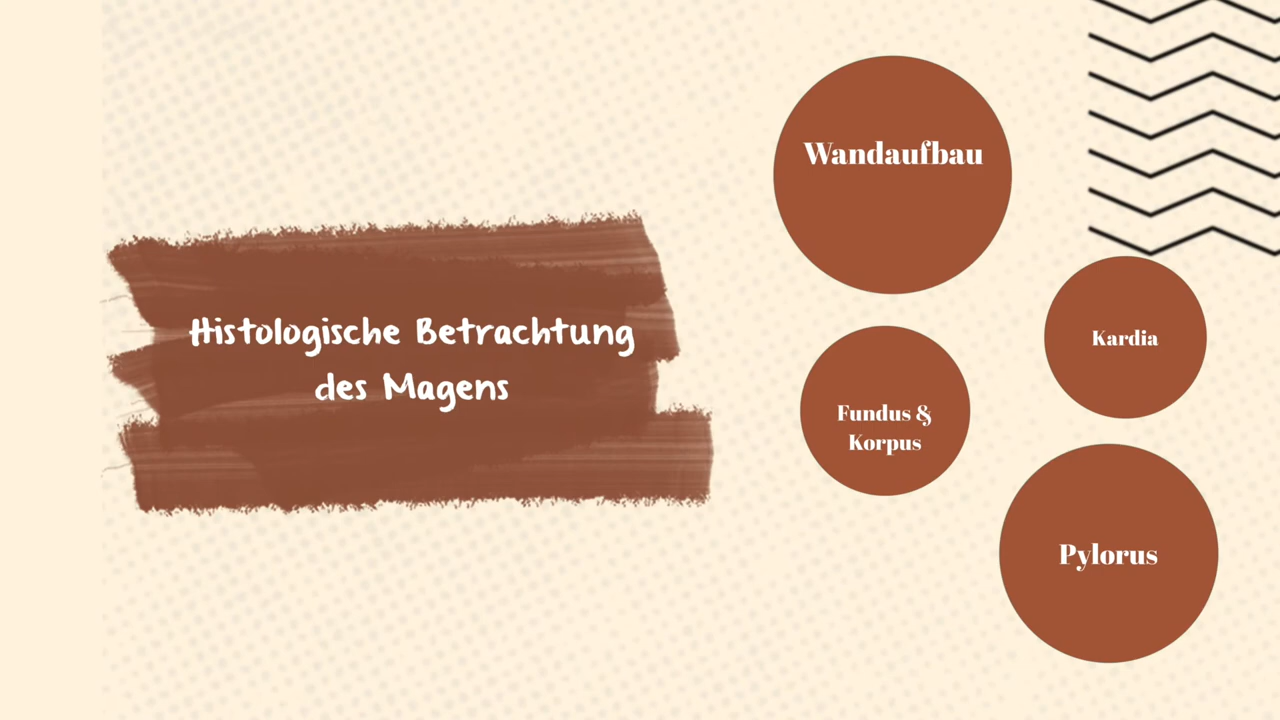 Histologische Betrachtung
des Magens
Wandaufbau
Kardia
Fundus &
Korpus
Pylorus